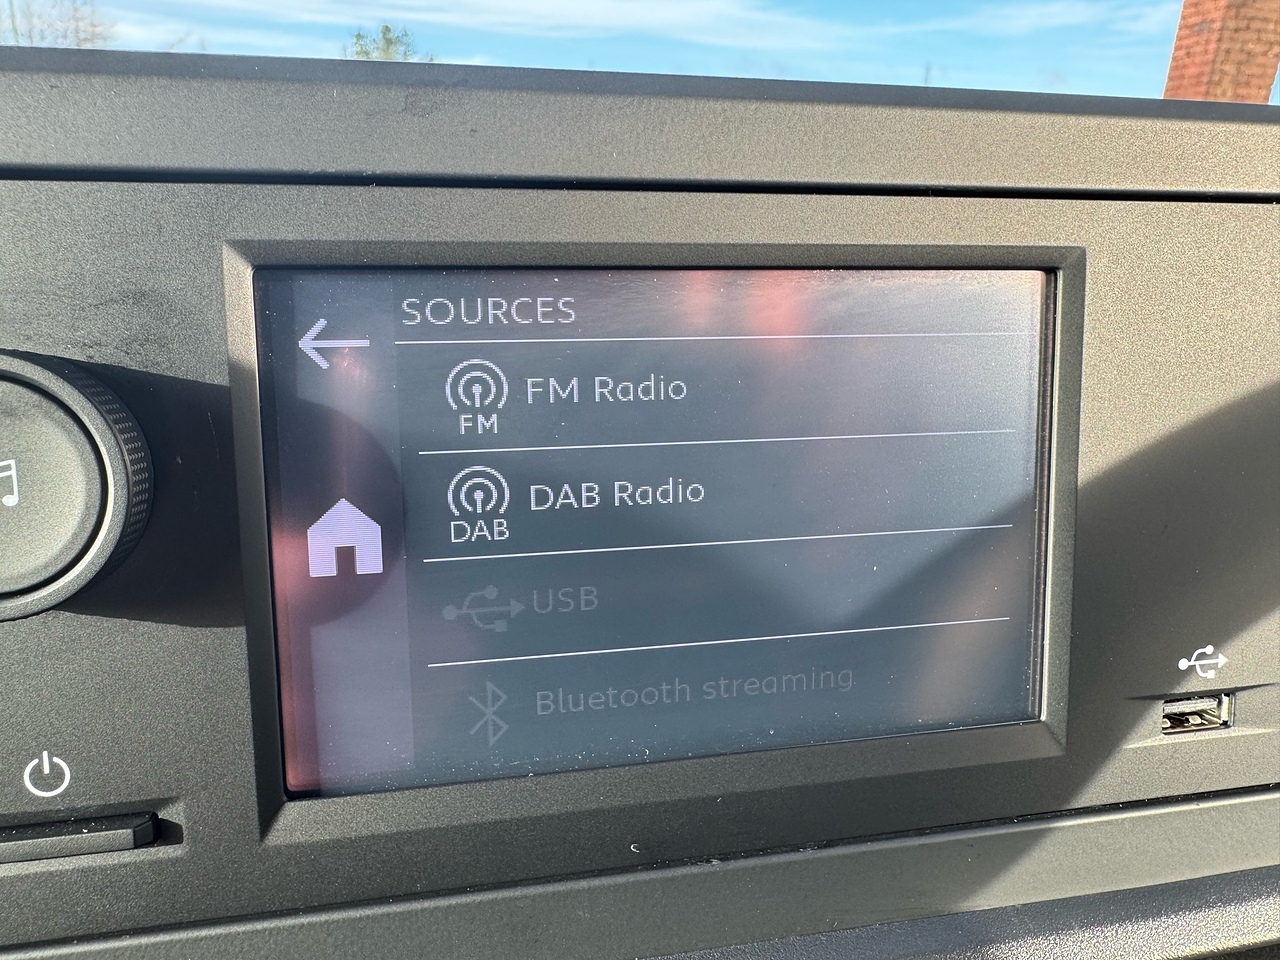 SOURCES
FM Radio
FM
DAB Radio
DAB
USB
Bluetooth streaming